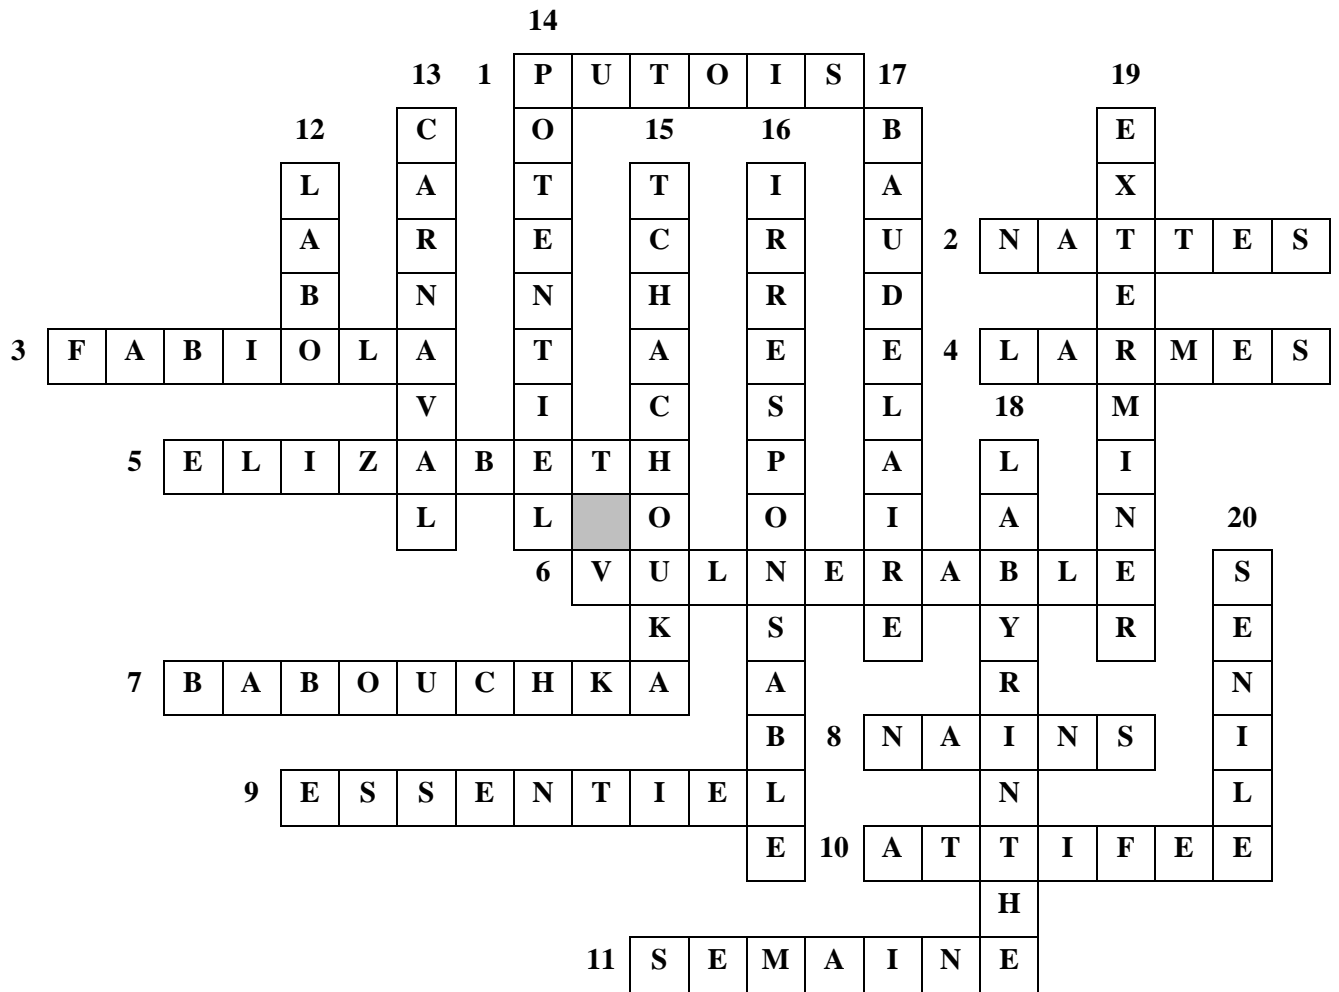 14
13 1 P U T O I S 17 19
C O 15 16 B E
12
L A T T I A X
A R E C R U 2 N A T T E S
B N N H R D E
3 F A B I O L A T A E E 4 L A R M E S
V I C S L 18 M
5 E L I Z A B E T H P A L I
L L O O I A N 20
6 V U L N E R A B L E S
K S E Y R E
7 B A B O U C H K A A R N
B 8 N A I N S I
9 E S S E N T I E L N L
E 10 A T T I F E E
H
11 S E M A I N E